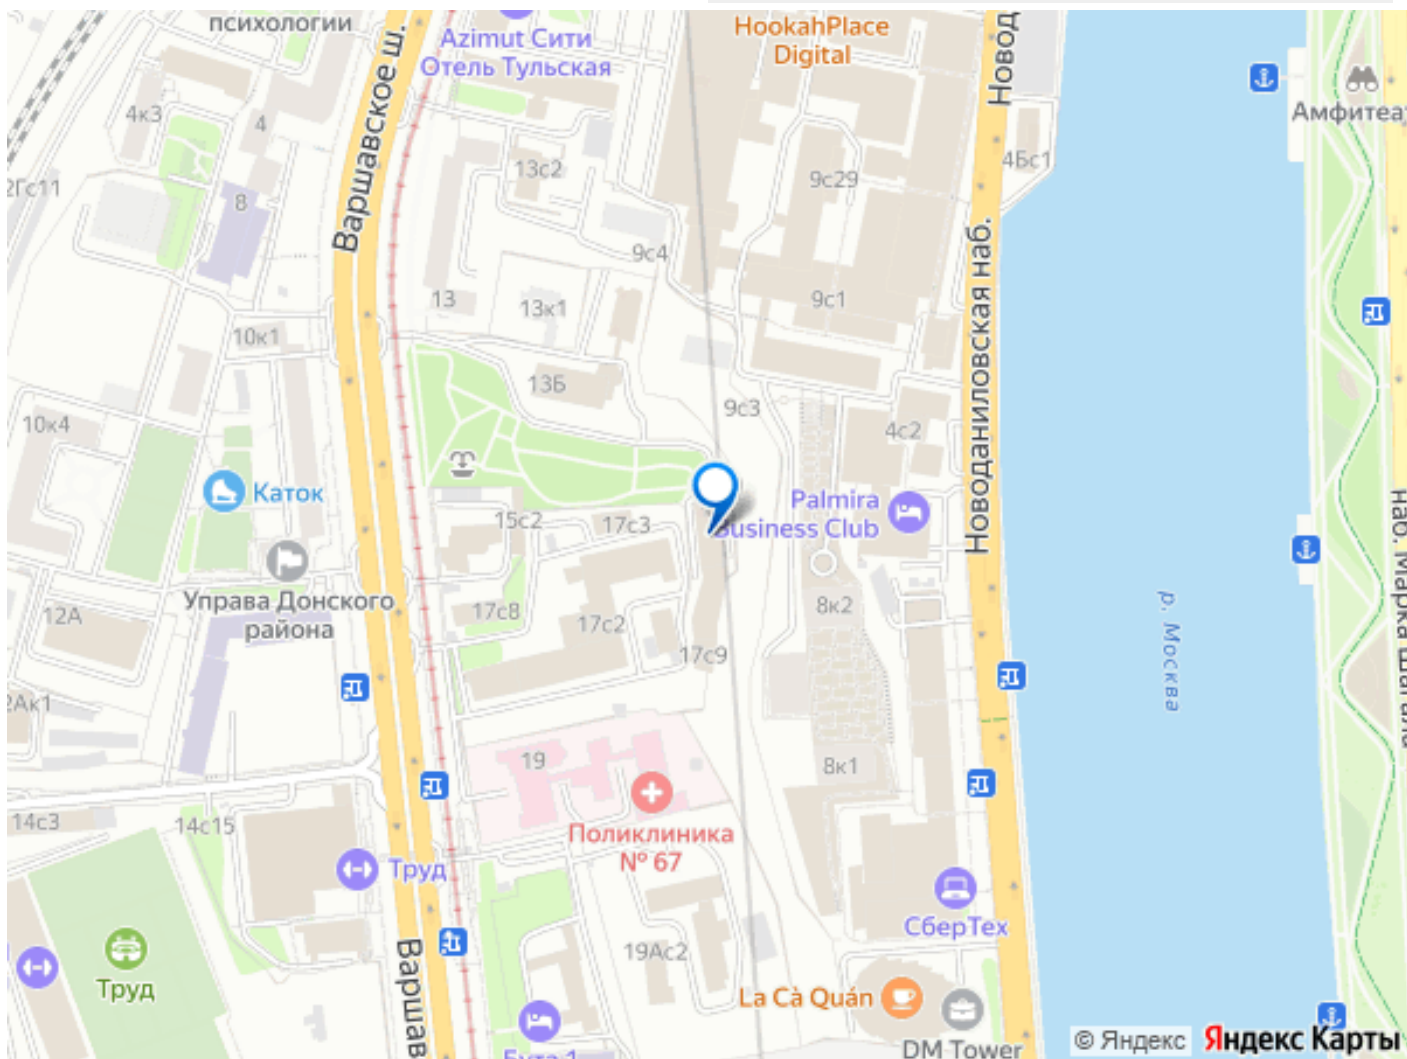 психологии
Azimut Сити
Отель Тульская
HookahPlace
Digital
Варшавское ш.
Новод
Амфитеат
4к3
4
13с2
9с29
4Бс1
2Гс11
8
9с4
Новоданиловская наб.
13
13к1
9с1
10к1
13Б
9с3
10к4
4с2
Каток
Palmira
Business Club
15с2
17с3
наб. Марка Шагала
Управа Донского
района
12А
17с8
17с2
8к2
р. Москва
17с9
2Ак1
19
8к1
14с3
14с15
Поликлиника
№ 67
Труд
СберТех
Варшав
19Ас2
Труд
La Cà Quán
DM Tower
Бухта 1
© Яндекс Яндекс Карты